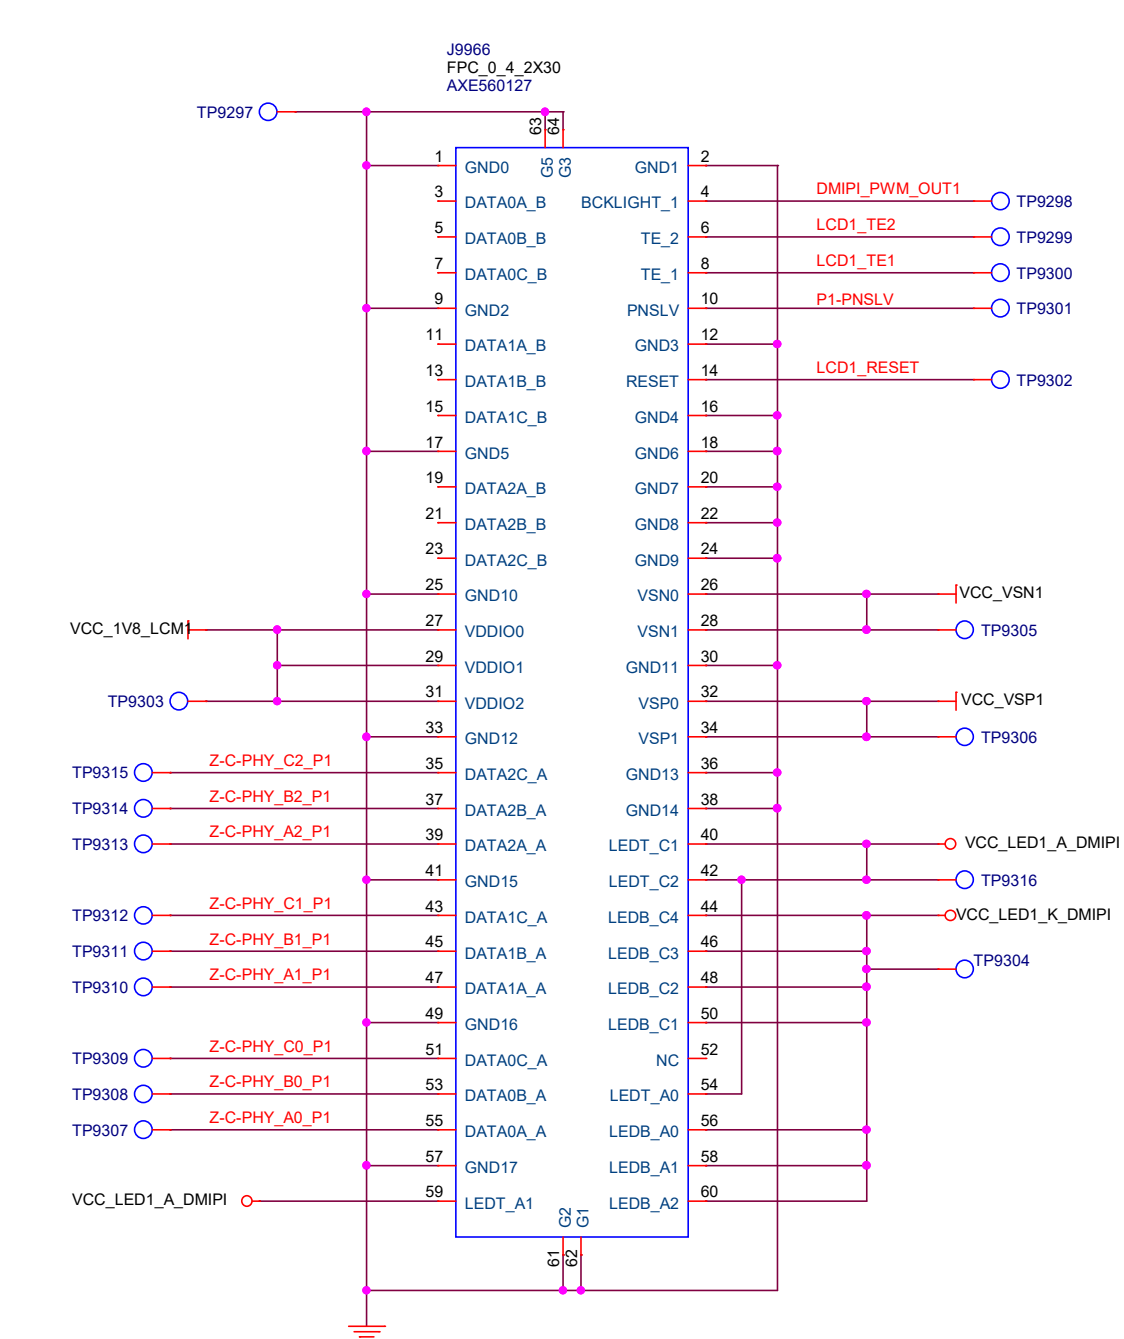 J9966
FPC_0_4_2X30
AXE560127
TP9297
63 64
G5 G3
1 GND0 GND1 2
3 DATA0A_B BCKLIGHT_1 4 DMIPI_PWM_OUT1 TP9298
5 DATA0B_B TE_2 6 LCD1_TE2 TP9299
7 DATA0C_B TE_1 8 LCD1_TE1 TP9300
9 GND2 PNSLV 10 P1-PNSLV TP9301
11 DATA1A_B GND3 12
13 DATA1B_B RESET 14 LCD1_RESET TP9302
15 DATA1C_B GND4 16
17 GND5 GND6 18
19 DATA2A_B GND7 20
21 DATA2B_B GND8 22
23 DATA2C_B GND9 24
25 GND10 VSN0 26 VCC_VSN1
VCC_1V8_LCM1 27 VDDIO0 VSN1 28 TP9305
29 VDDIO1 GND11 30
TP9303 31 VDDIO2 VSP0 32 VCC_VSP1
33 GND12 VSP1 34 TP9306
TP9315 Z-C-PHY_C2_P1 35 DATA2C_A GND13 36
TP9314 Z-C-PHY_B2_P1 37 DATA2B_A GND14 38
TP9313 Z-C-PHY_A2_P1 39 DATA2A_A LEDT_C1 40 VCC_LED1_A_DMIPI
41 GND15 LEDT_C2 42 TP9316
TP9312 Z-C-PHY_C1_P1 43 DATA1C_A LEDB_C4 44 VCC_LED1_K_DMIPI
TP9311 Z-C-PHY_B1_P1 45 DATA1B_A LEDB_C3 46 TP9304
TP9310 Z-C-PHY_A1_P1 47 DATA1A_A LEDB_C2 48
49 GND16 LEDB_C1 50
TP9309 Z-C-PHY_C0_P1 51 DATA0C_A NC 52
TP9308 Z-C-PHY_B0_P1 53 DATA0B_A LEDT_A0 54
TP9307 Z-C-PHY_A0_P1 55 DATA0A_A LEDB_A0 56
57 GND17 LEDB_A1 58
VCC_LED1_A_DMIPI 59 LEDT_A1 LEDB_A2 60
G2 G1
61 62